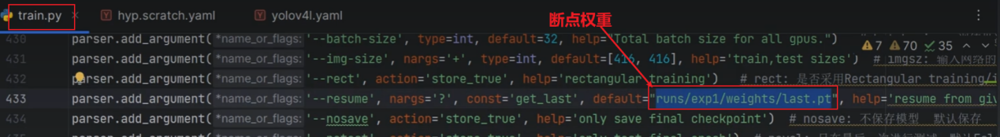 train.py × hyp.scratch.yaml yolov4l.yaml
断点权重
430 parser.add_argument( *name_or_flags: '--batch-size', type=int, default=32, help="Total batch size for all gpus.")
7 70 35
431 parser.add_argument( *name_or_flags: '--img-size', nargs='+', type=int, default=[416, 416], help='train,test sizes') # imgsz: 输入网络的
432 parser.add_argument( *name_or_flags: '--rect', action='store_true', help='rectangular training') # rect: 是否采用Rectangular training/i
433 parser.add_argument( *name_or_flags: '--resume', nargs='?', const='get_last', default="runs/exp1/weights/last.pt", help='resume from giv
434 parser.add_argument( *name_or_flags: '--nosave', action='store_true', help='only save final checkpoint') # nosave: 不保存模型 默认保存